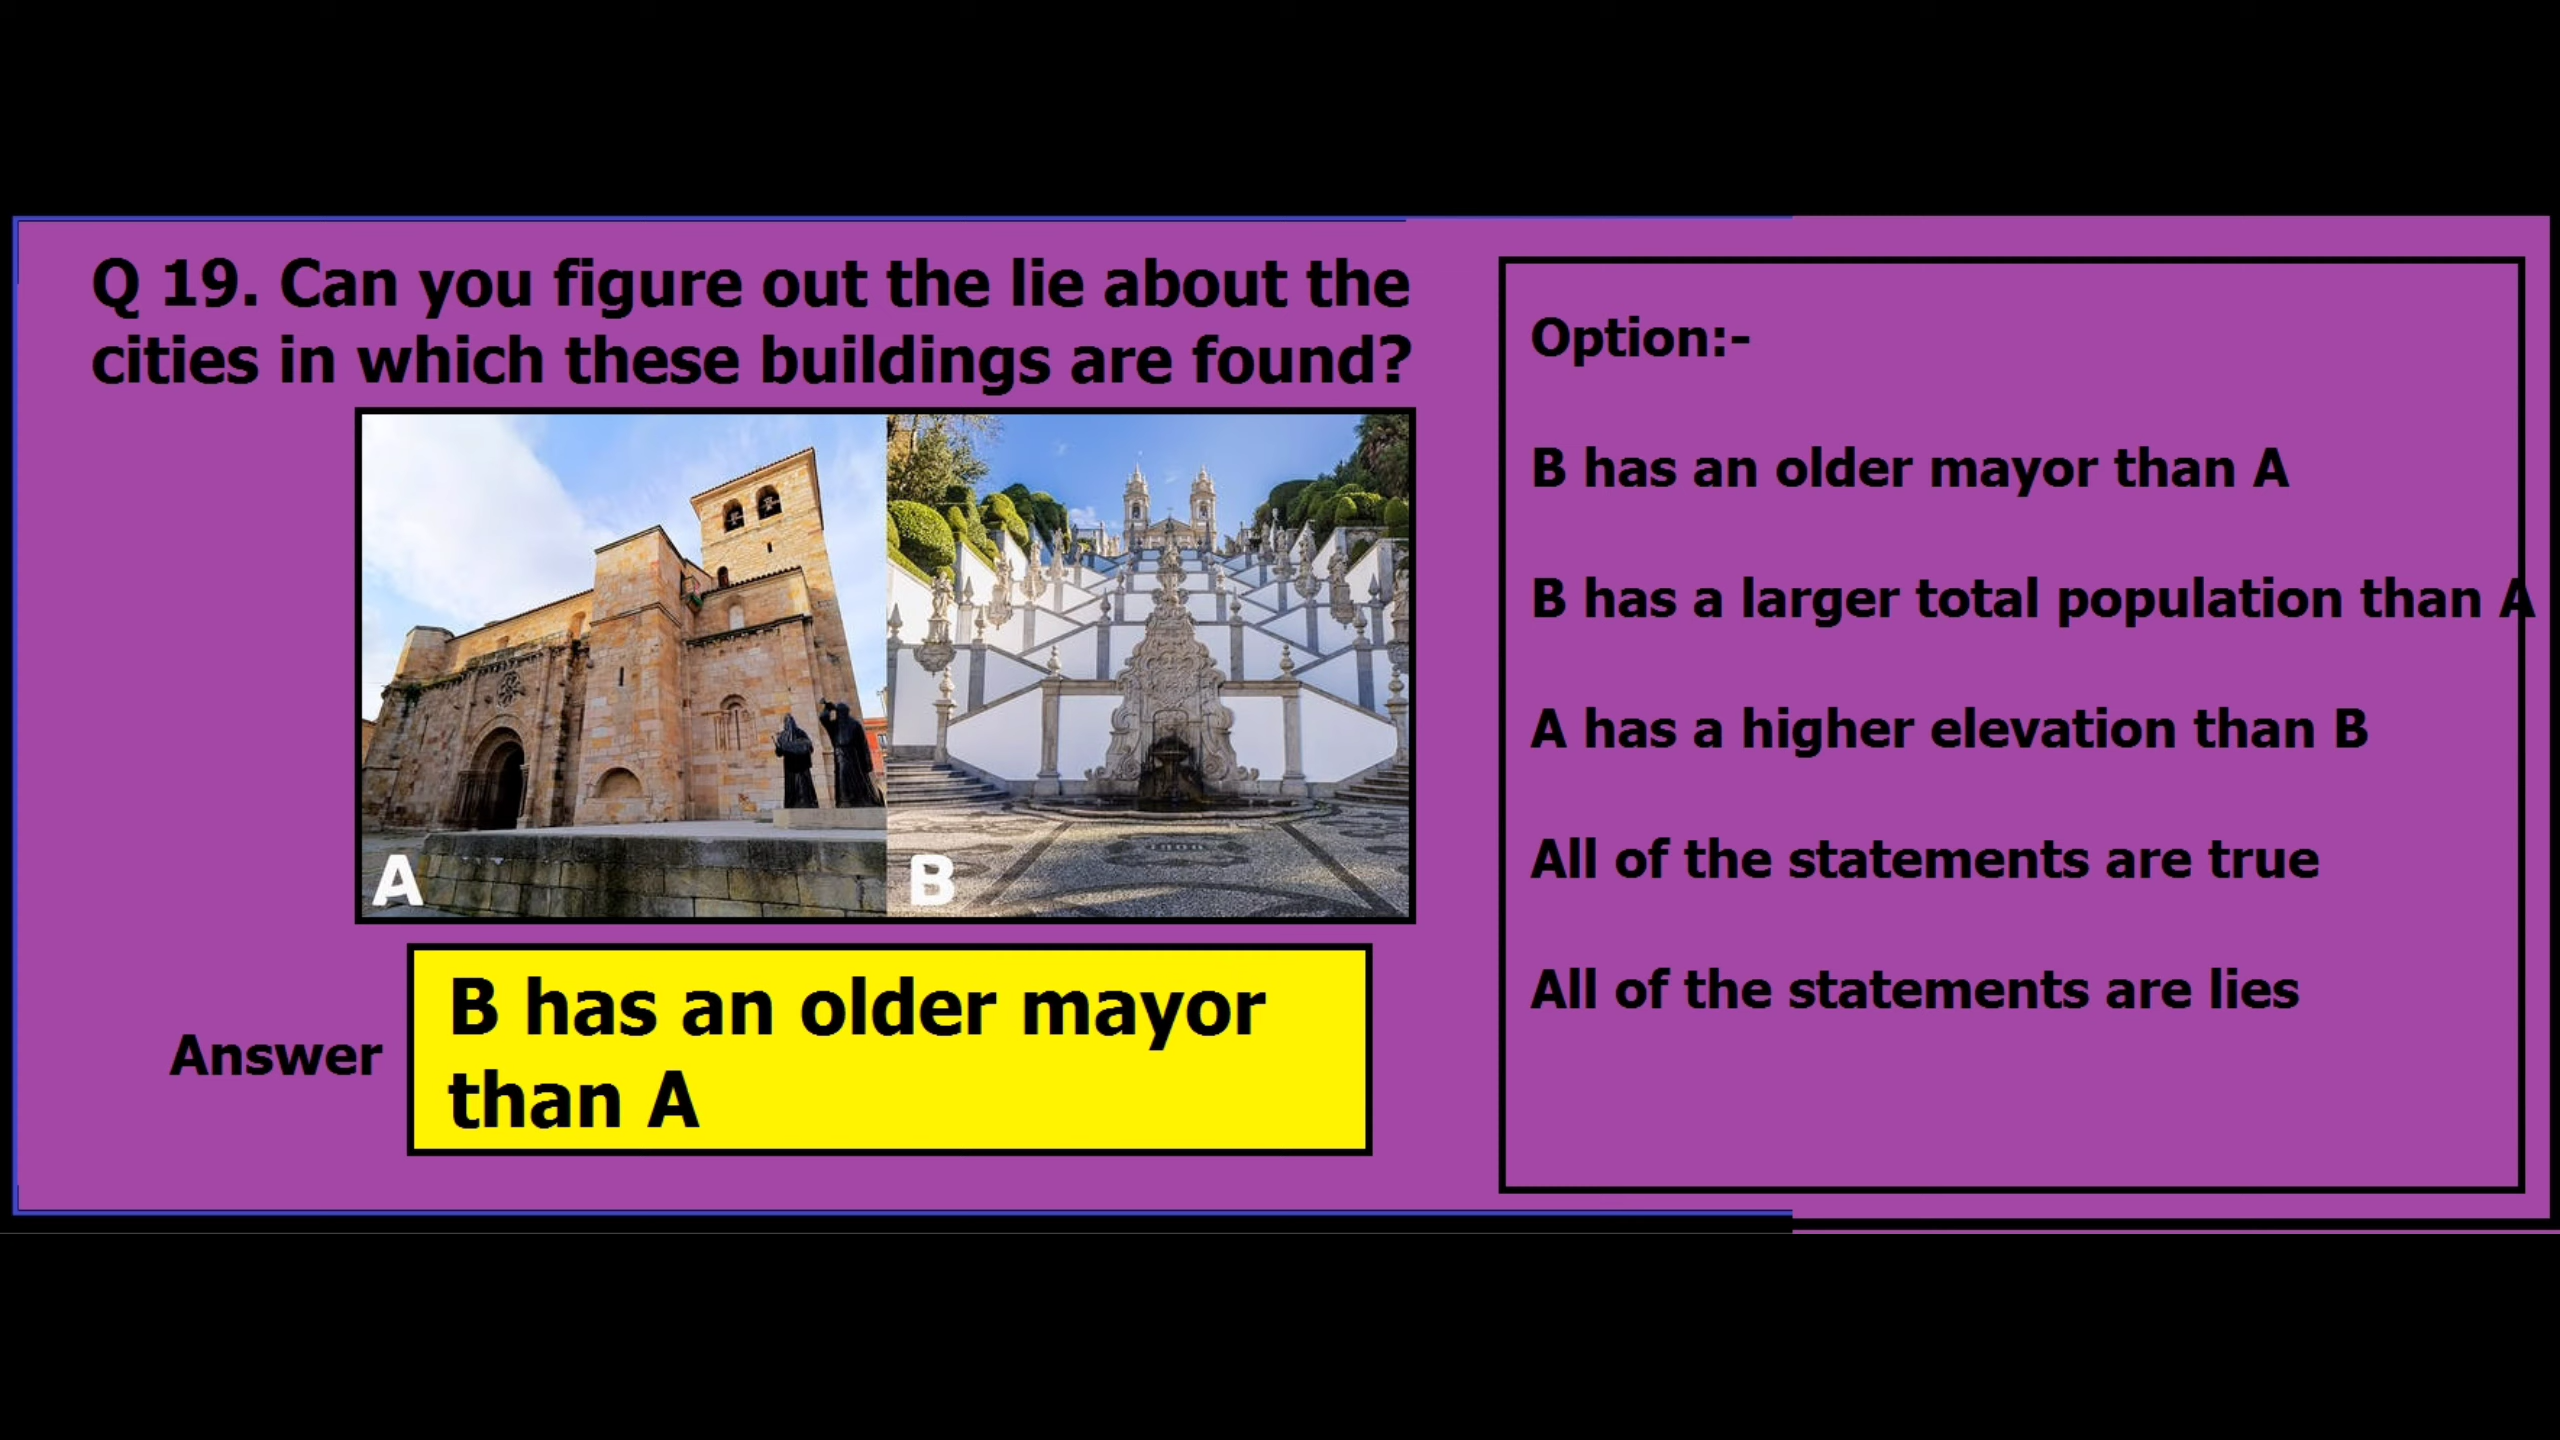 Q 19. Can you figure out the lie about the
cities in which these buildings are found?
A
B
Answer
B has an older mayor
than A
Option:-
B has an older mayor than A
B has a larger total population than A
A has a higher elevation than B
All of the statements are true
All of the statements are lies